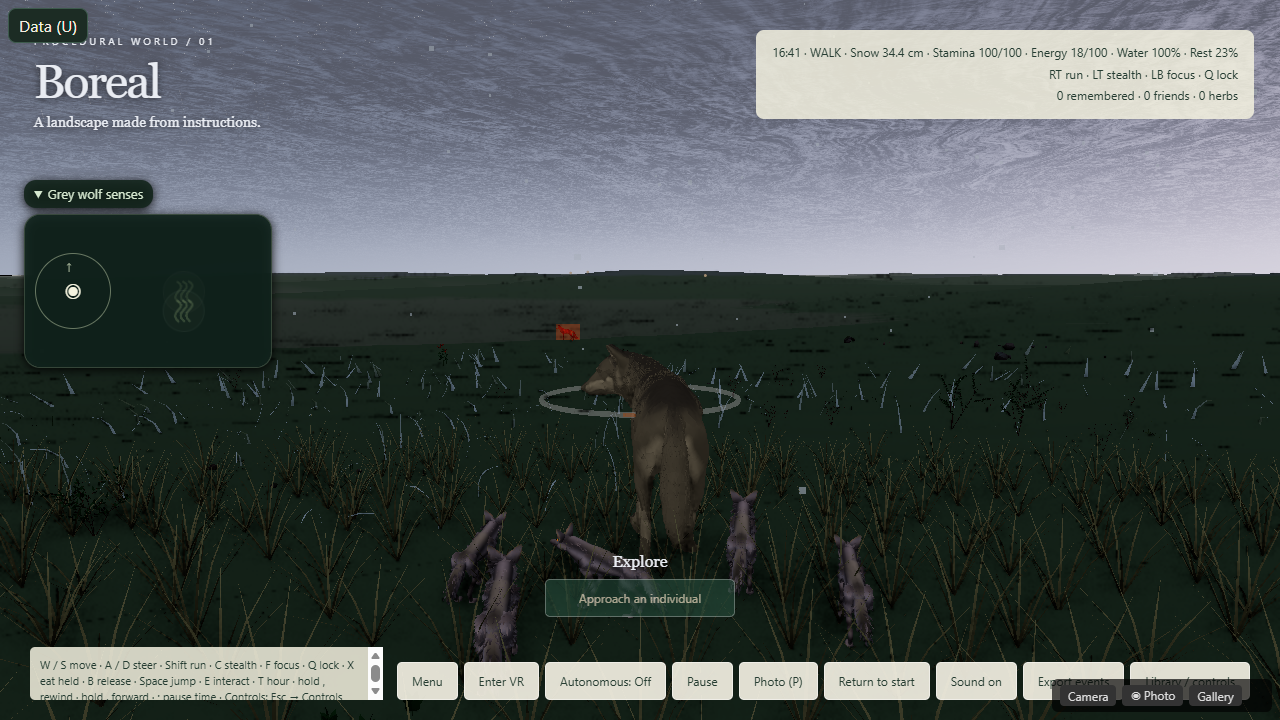 Data (U)
PROCEDURAL WORLD / 01
Boreal
A landscape made from instructions.
16:41 · WALK · Snow 34.4 cm · Stamina 100/100 · Energy 18/100 · Water 100% · Rest 23%
RT run · LT stealth · LB focus · Q lock
0 remembered · 0 friends · 0 herbs
▼ Grey wolf senses
↑
Explore
Approach an individual
W / S move · A / D steer · Shift run · C stealth · F focus · Q lock · X
eat held · B release · Space jump · E interact · T hour · hold ,
rewind · hold . forward · ; pause time · Controls: Esc → Controls
Menu
Enter VR
Autonomous: Off
Pause
Photo (P)
Return to start
Sound on
Export events
Library / controls
Camera
◉ Photo
Gallery